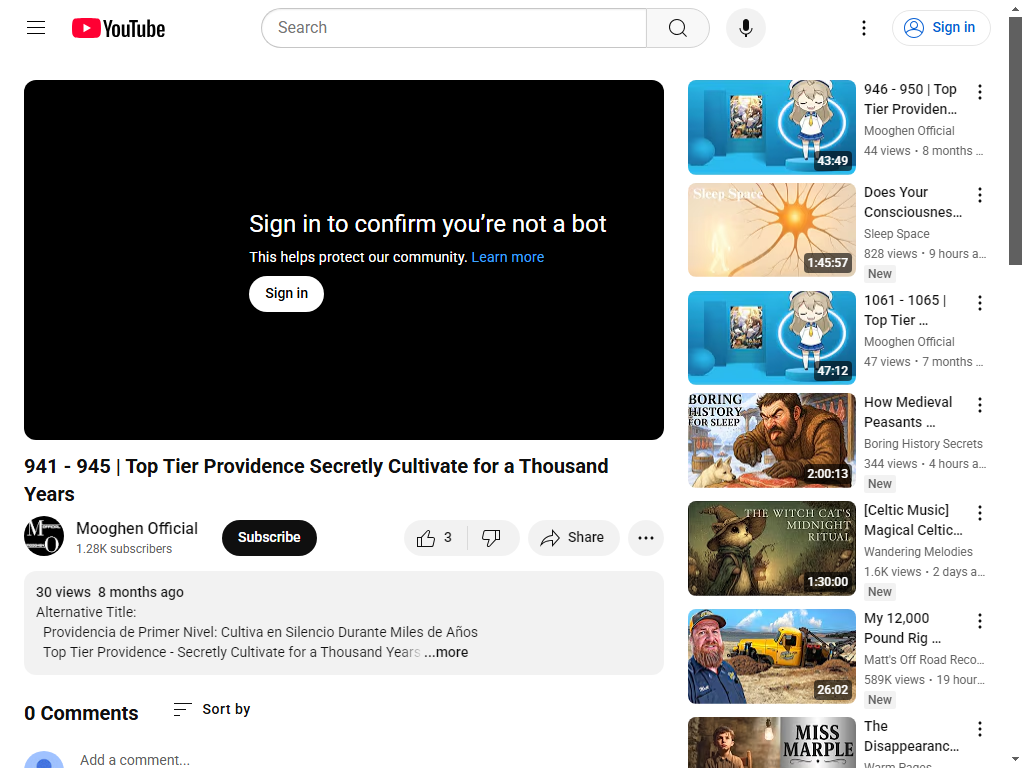 YouTube
Search
Sign in
Sign in to confirm you’re not a bot
This helps protect our community. Learn more
Sign in
941 - 945 | Top Tier Providence Secretly Cultivate for a Thousand
Years
Mooghen Official
1.28K subscribers
Subscribe
3
Share
30 views 8 months ago
Alternative Title:
Providencia de Primer Nivel: Cultiva en Silencio Durante Miles de Años
Top Tier Providence - Secretly Cultivate for a Thousand Years ...more
0 Comments
Sort by
Add a comment...
43:49
946 - 950 | Top
Tier Providen...
Mooghen Official
44 views • 8 months ...
Sleep Space
1:45:57
Does Your
Consciousnes...
Sleep Space
828 views • 9 hours a...
New
47:12
1061 - 1065 |
Top Tier ...
Mooghen Official
47 views • 7 months ...
BORING
HISTORY
FOR SLEEP
2:00:13
How Medieval
Peasants ...
Boring History Secrets
344 views • 4 hours a...
New
THE WITCH CAT'S
MIDNIGHT
RITUAL
1:30:00
[Celtic Music]
Magical Celtic...
Wandering Melodies
1.6K views • 2 days a...
New
26:02
My 12,000
Pound Rig ...
Matt's Off Road Reco...
589K views • 19 hour...
New
MISS
MARPLE
The
Disappearanc...
Warm Pages